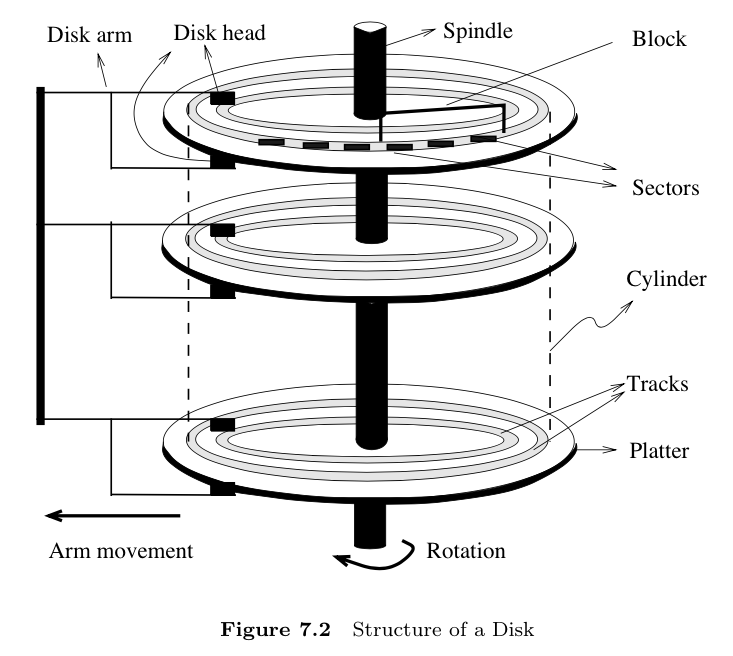 Disk arm
Disk head
Spindle
Block
Sectors
Cylinder
Tracks
Platter
Arm movement
Rotation
Figure 7.2 Structure of a Disk